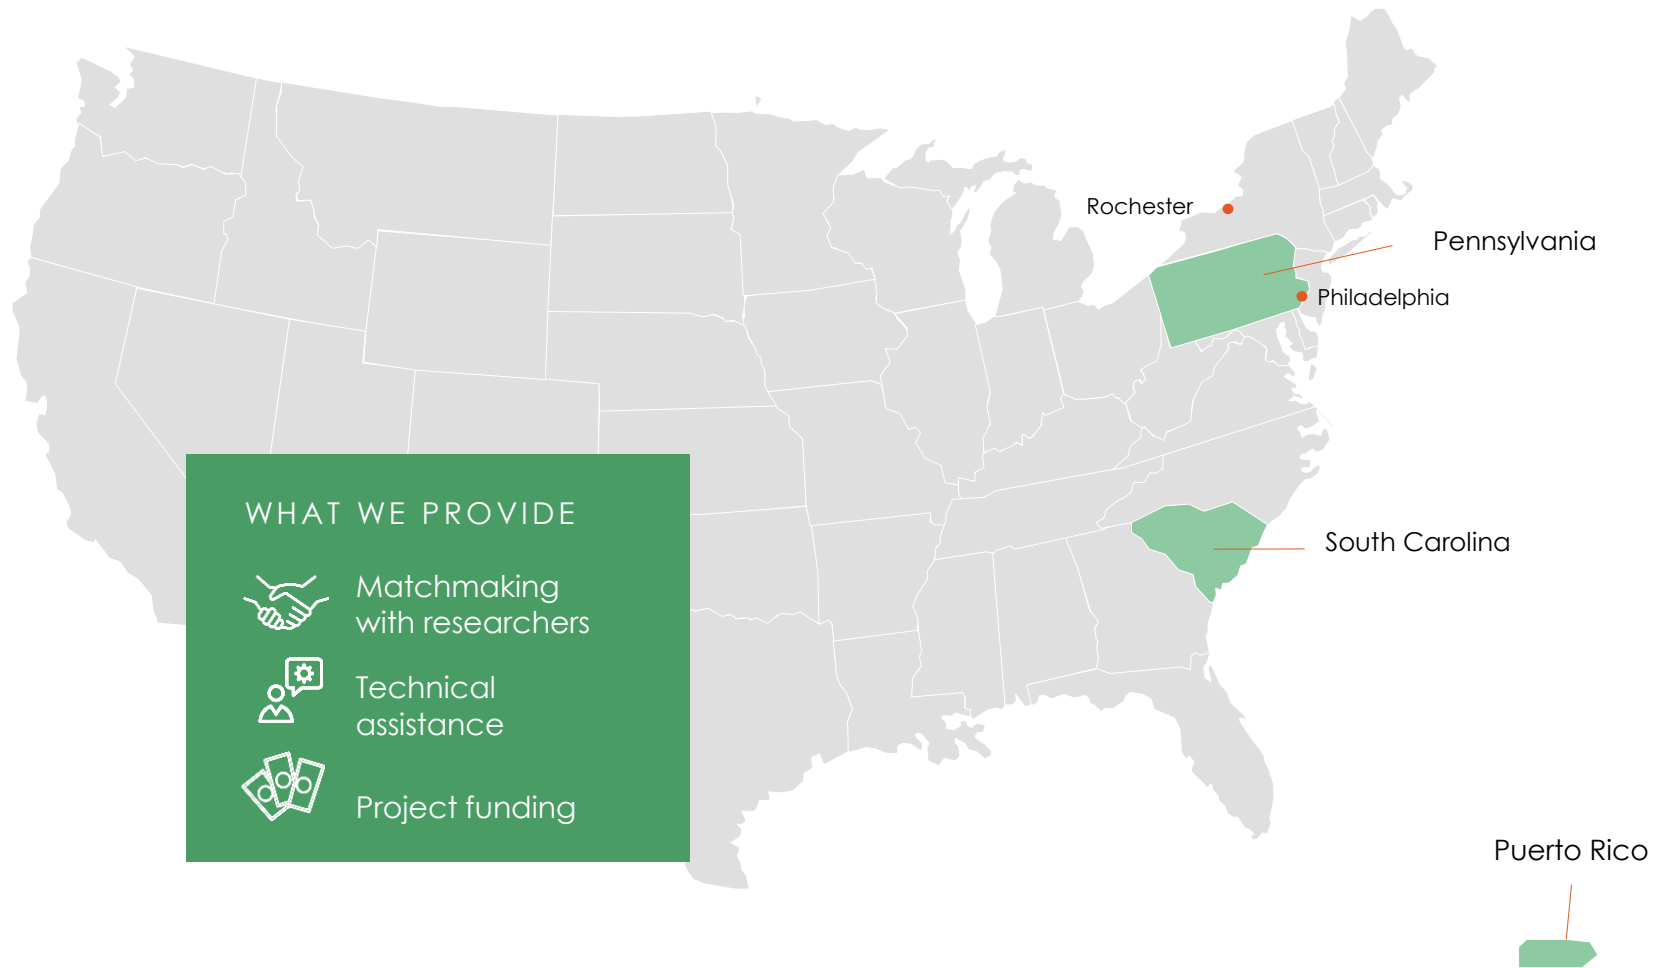 Rochester
Pennsylvania
Philadelphia
WHAT WE PROVIDE
South Carolina
Matchmaking
with researchers
Technical
assistance
Project funding
Puerto Rico